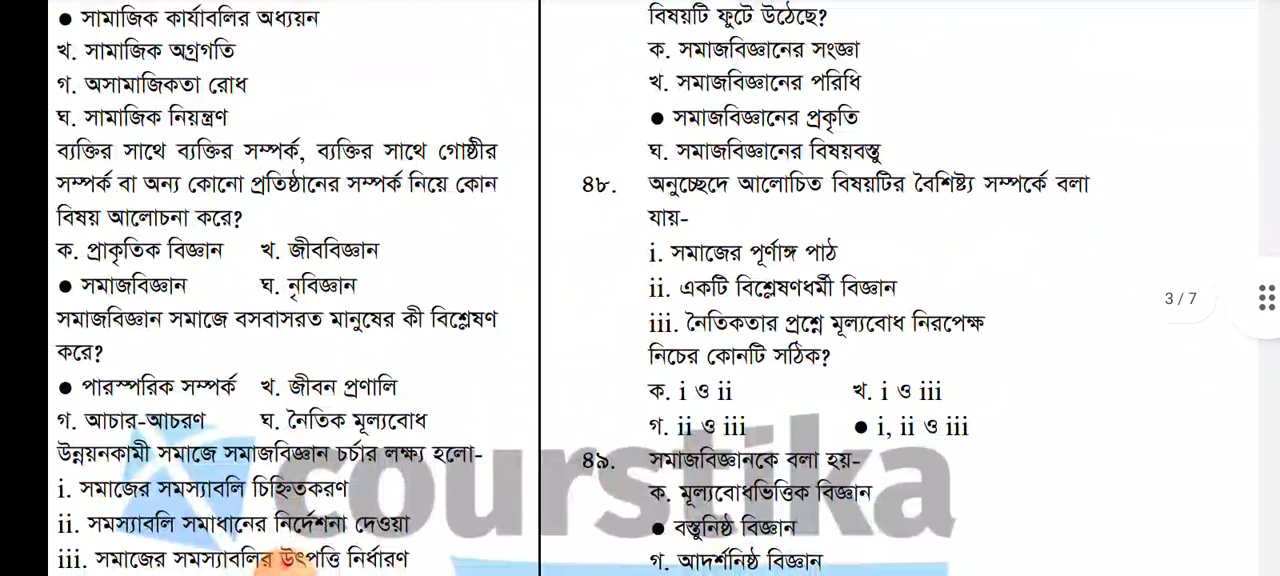 ● সামাজিক কার্যাবলির অধ্যয়ন
খ. সামাজিক অগ্রগতি
গ. অসামাজিকতা রোধ
ঘ. সামাজিক নিয়ন্ত্রণ
ব্যক্তির সাথে ব্যক্তির সম্পর্ক, ব্যক্তির সাথে গোষ্ঠীর
সম্পর্ক বা অন্য কোনো প্রতিষ্ঠানের সম্পর্ক নিয়ে কোন
বিষয় আলোচনা করে?
ক. প্রাকৃতিক বিজ্ঞান খ. জীববিজ্ঞান
● সমাজবিজ্ঞান ঘ. নৃবিজ্ঞান
সমাজবিজ্ঞান সমাজে বসবাসরত মানুষের কী বিশ্লেষণ
করে?
● পারস্পরিক সম্পর্ক খ. জীবন প্রণালি
গ. আচার-আচরণ ঘ. নৈতিক মূল্যবোধ
উন্নয়নকামী সমাজে সমাজবিজ্ঞান চর্চার লক্ষ্য হলো-
i. সমাজের সমস্যাবলি চিহ্নিতকরণ
ii. সমস্যাবলি সমাধানের নির্দেশনা দেওয়া
iii. সমাজের সমস্যাবলির উৎপত্তি নির্ধারণ
বিষয়টি ফুটে উঠেছে?
ক. সমাজবিজ্ঞানের সংজ্ঞা
খ. সমাজবিজ্ঞানের পরিধি
● সমাজবিজ্ঞানের প্রকৃতি
ঘ. সমাজবিজ্ঞানের বিষয়বস্তু
৪৮. অনুচ্ছেদে আলোচিত বিষয়টির বৈশিষ্ট্য সম্পর্কে বলা
যায়-
i. সমাজের পূর্ণাঙ্গ পাঠ
ii. একটি বিশ্লেষণধর্মী বিজ্ঞান
iii. নৈতিকতার প্রশ্নে মূল্যবোধ নিরপেক্ষ
নিচের কোনটি সঠিক?
ক. i ও ii খ. i ও iii
গ. ii ও iii ● i, ii ও iii
৪৯. সমাজবিজ্ঞানকে বলা হয়-
ক. মূল্যবোধভিত্তিক বিজ্ঞান
● বস্তুনিষ্ঠ বিজ্ঞান
গ. আদর্শনিষ্ঠ বিজ্ঞান
3 / 7
courstika